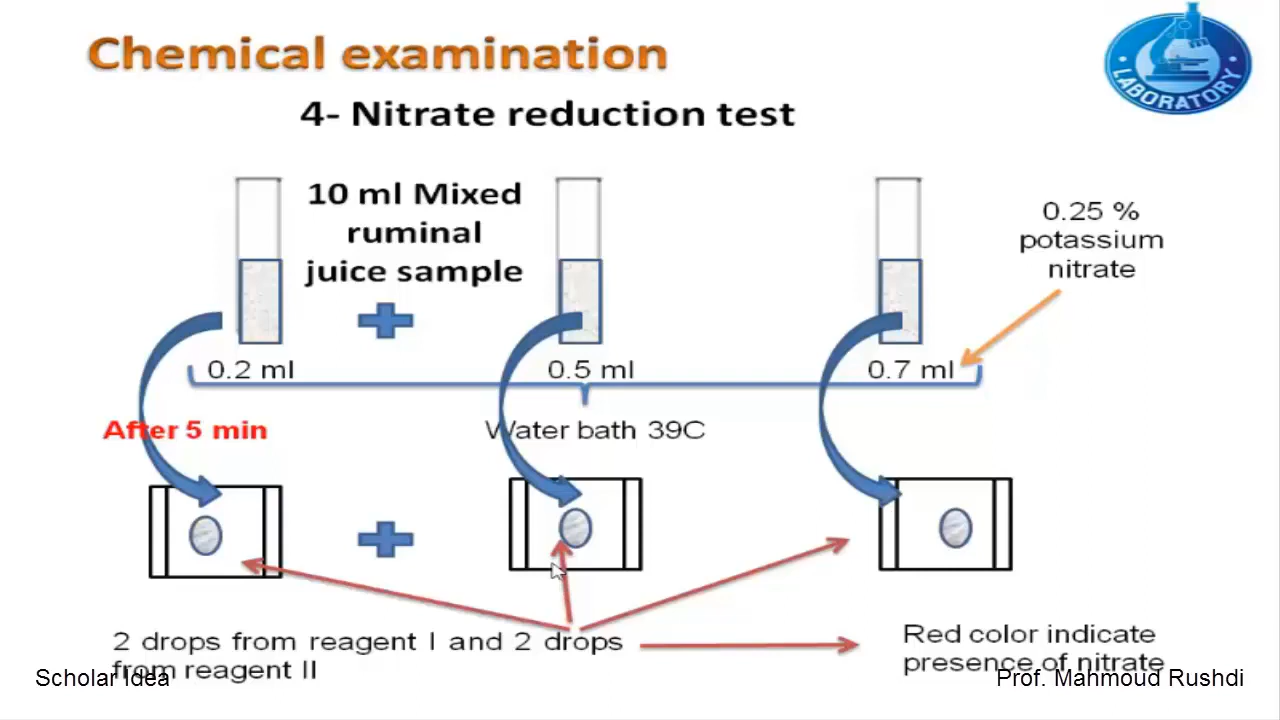 Chemical examination
LABORATORY
4- Nitrate reduction test
10 ml Mixed
ruminal
juice sample
0.25 %
potassium
nitrate
0.2 ml
0.5 ml
0.7 ml
After 5 min
Water bath 39C
2 drops from reagent I and 2 drops
from reagent II
Red color indicate
presence of nitrate
Scholar Idea
Prof. Mahmoud Rushdi